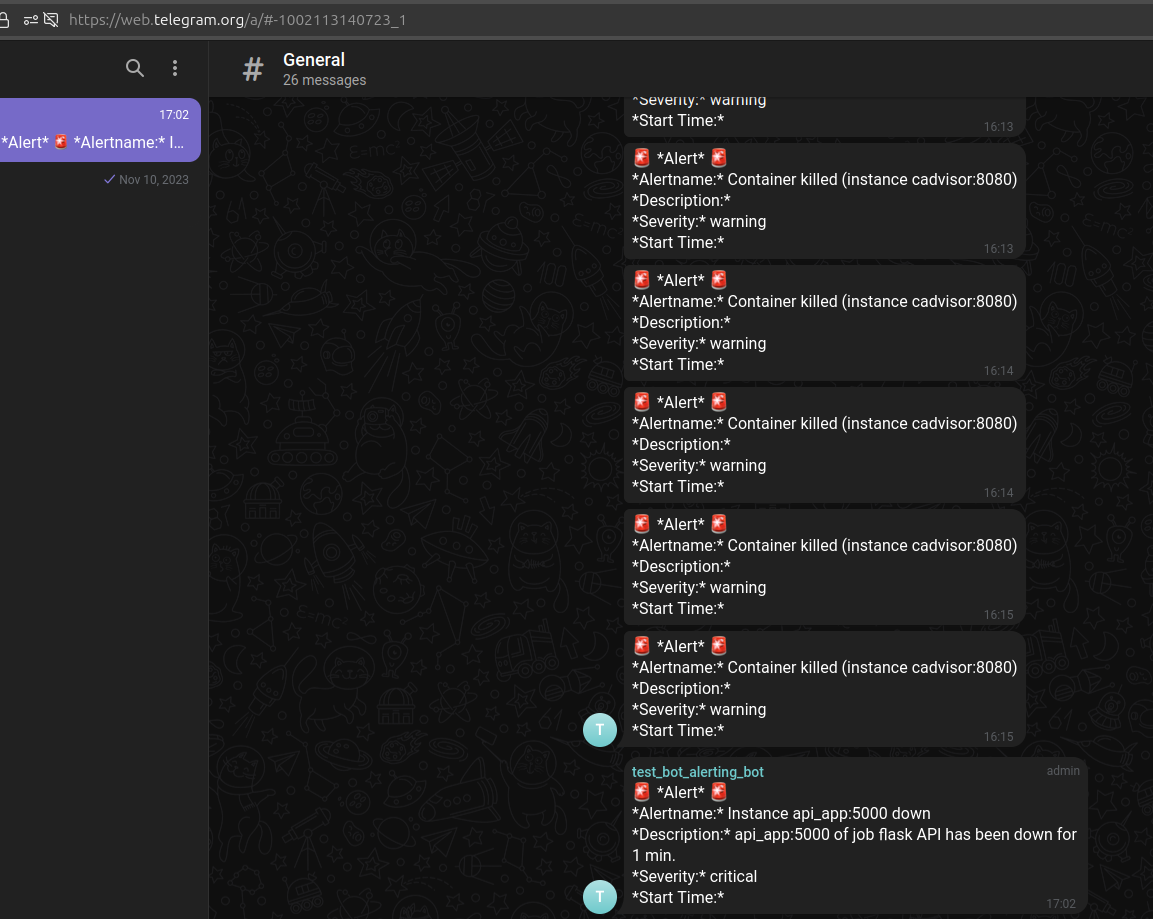 https://web.telegram.org/a/#-1002113140723_1
General
26 messages
17:02
*Alert* 🚨 *Alertname:* I…
Nov 10, 2023
*Severity:* warning
*Start Time:*
16:13
🚨 *Alert* 🚨
*Alertname:* Container killed (instance cadvisor:8080)
*Description:*
*Severity:* warning
*Start Time:*
16:13
🚨 *Alert* 🚨
*Alertname:* Container killed (instance cadvisor:8080)
*Description:*
*Severity:* warning
*Start Time:*
16:14
🚨 *Alert* 🚨
*Alertname:* Container killed (instance cadvisor:8080)
*Description:*
*Severity:* warning
*Start Time:*
16:14
🚨 *Alert* 🚨
*Alertname:* Container killed (instance cadvisor:8080)
*Description:*
*Severity:* warning
*Start Time:*
16:15
🚨 *Alert* 🚨
*Alertname:* Container killed (instance cadvisor:8080)
*Description:*
*Severity:* warning
*Start Time:*
16:15
T
test_bot_alerting_bot admin
🚨 *Alert* 🚨
*Alertname:* Instance api_app:5000 down
*Description:* api_app:5000 of job flask API has been down for
1 min.
*Severity:* critical
*Start Time:*
17:02
T